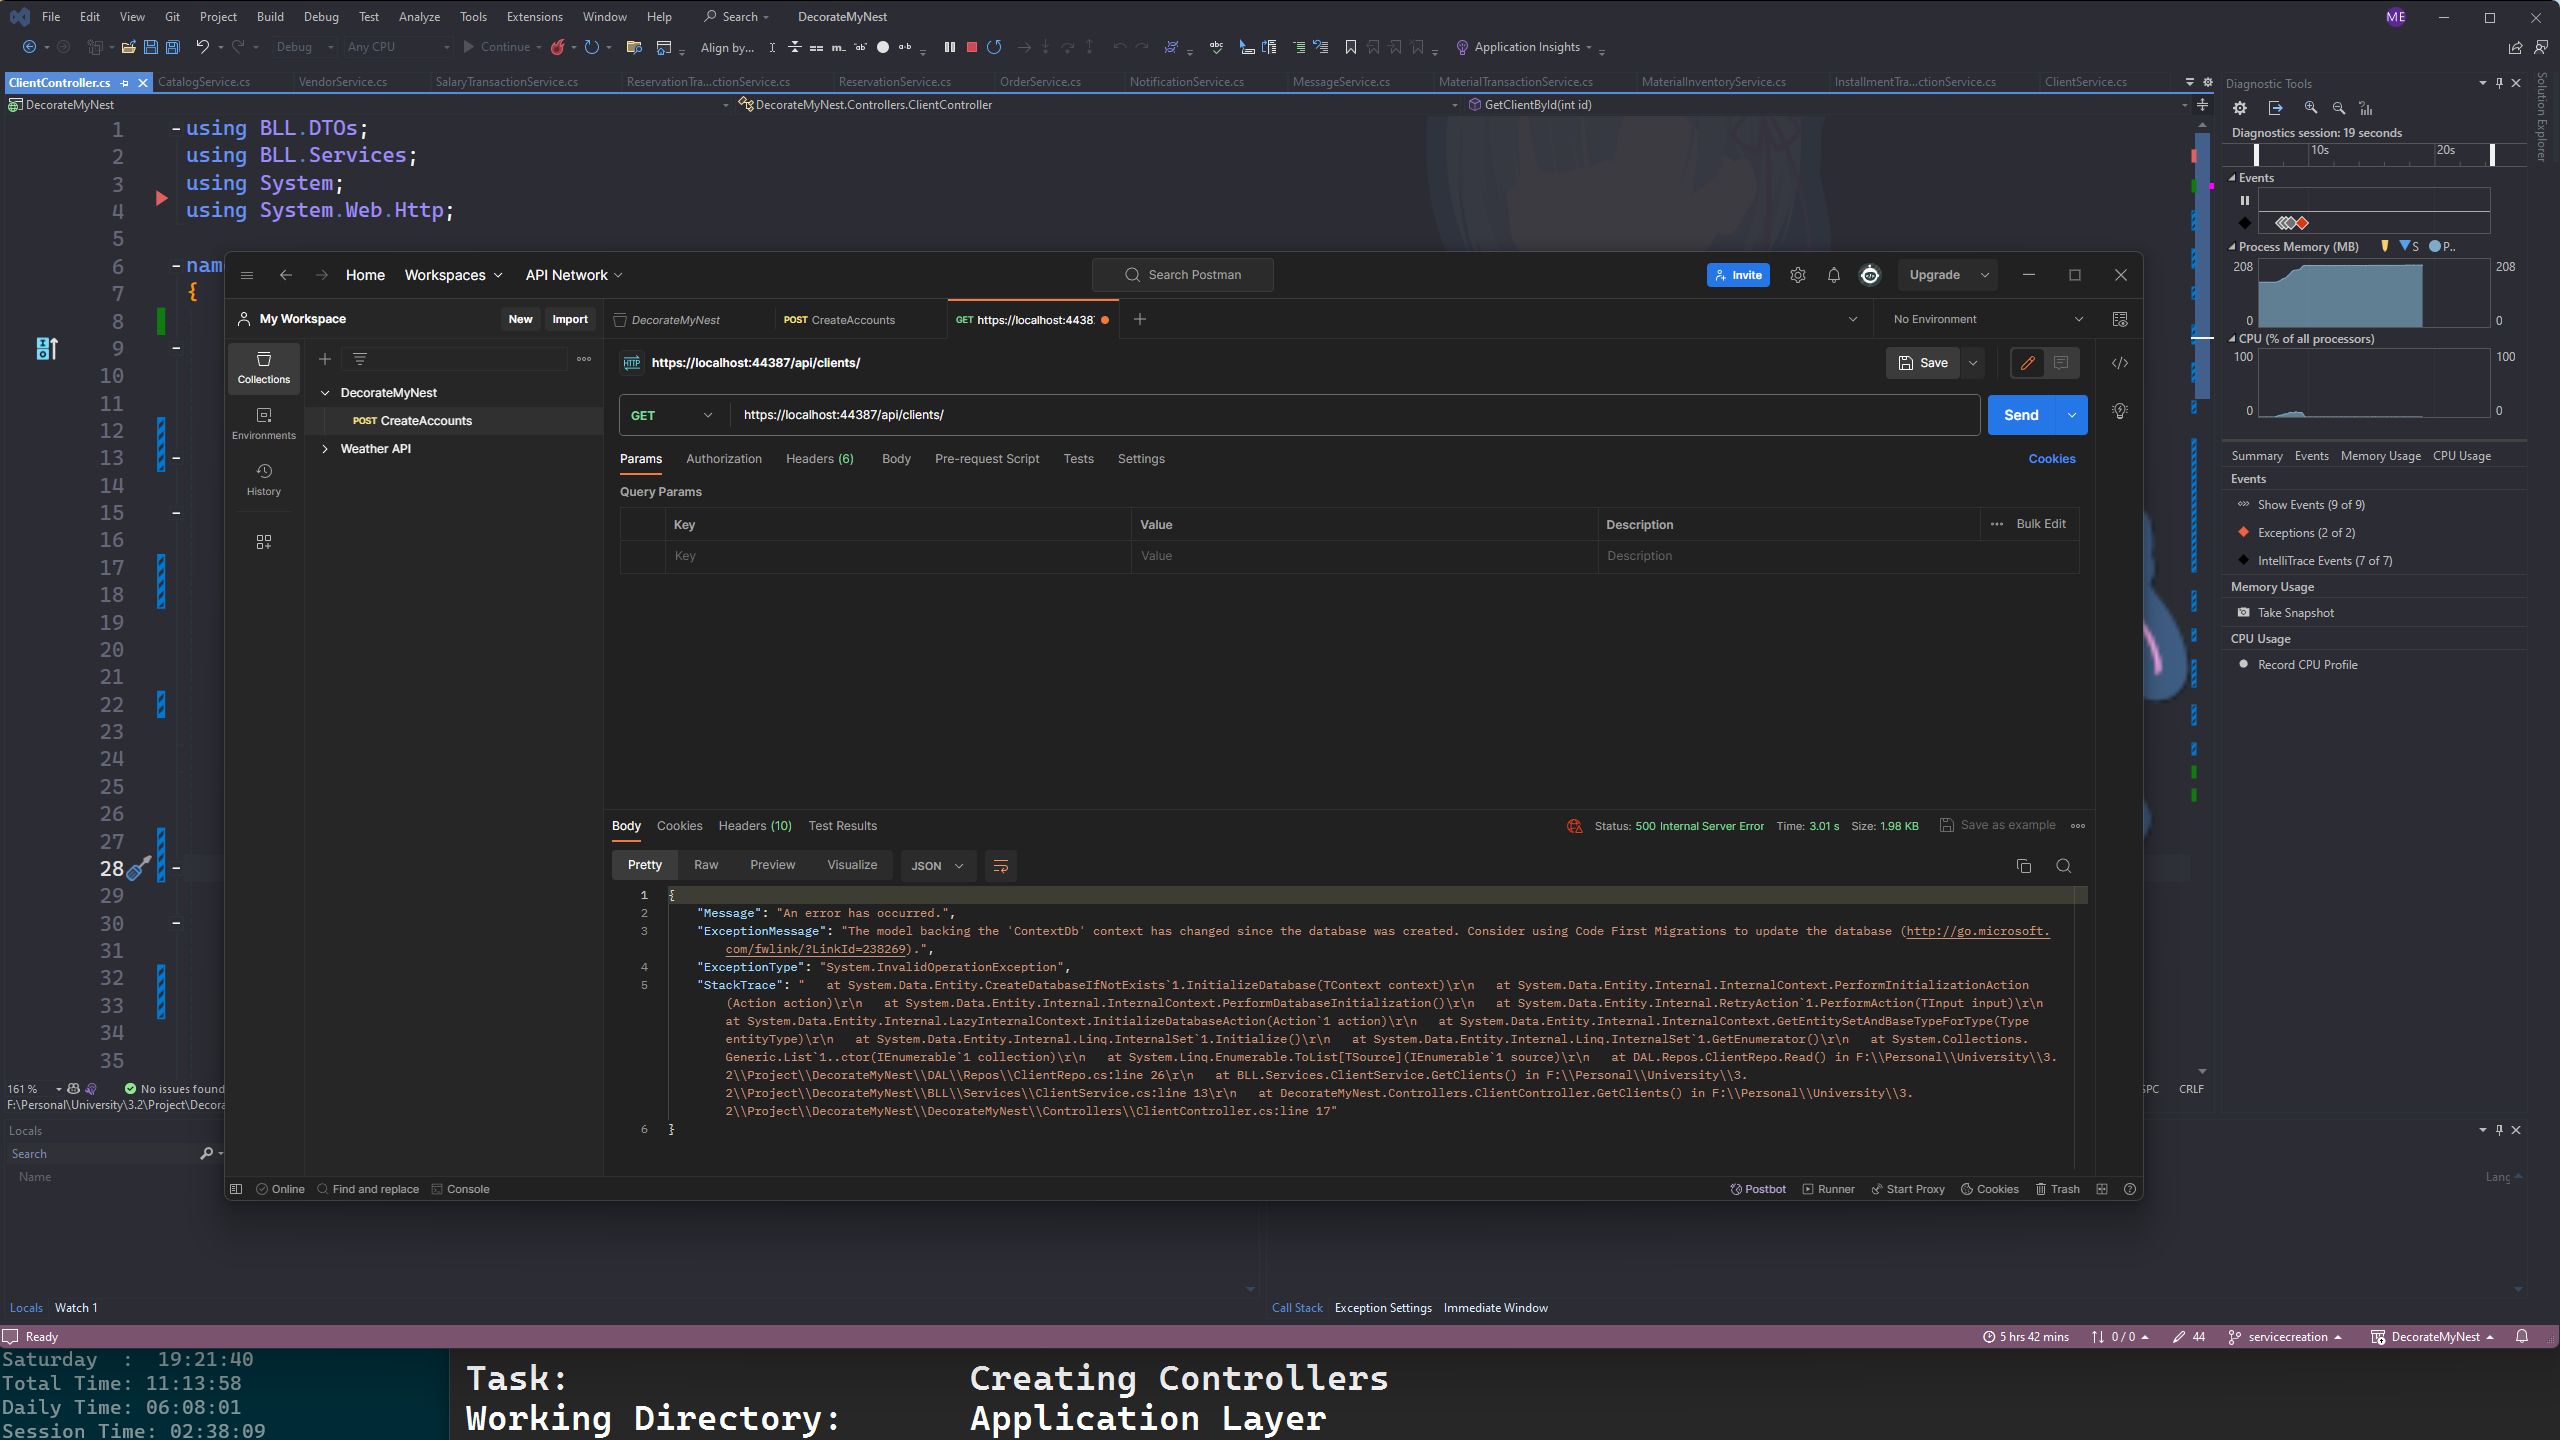 File Edit View Git Project Build Debug Test Analyze Tools Extensions Window Help Search DecorateMyNest ME
Debug Any CPU Continue Align by... Application Insights
ClientController.cs CatalogService.cs VendorService.cs SalaryTransactionService.cs ReservationTra...ctionService.cs ReservationService.cs OrderService.cs NotificationService.cs MessageService.cs MaterialTransactionService.cs MaterialInventoryService.cs InstallmentTra...ctionService.cs ClientService.cs
DecorateMyNest DecorateMyNest.Controllers.ClientController GetClientById(int id)
1 using BLL.DTOs;
2 using BLL.Services;
3 using System;
4 using System.Web.Http;
5
6 nam
7 {
8
9
10
11
12
13
14
15
16
17
18
19
20
21
22
23
24
25
26
27
28
29
30
31
32
33
34
35
161 % No issues found
SPC CRLF
F:\Personal\University\3.2\Project\Decora
Home Workspaces API Network Search Postman Invite Upgrade
My Workspace New Import
DecorateMyNest POST CreateAccounts GET https://localhost:4438 No Environment
Collections
Environments
History
DecorateMyNest
POST CreateAccounts
Weather API
HTTP https://localhost:44387/api/clients/ Save
GET https://localhost:44387/api/clients/ Send
Params Authorization Headers (6) Body Pre-request Script Tests Settings Cookies
Query Params
Key Value Description Bulk Edit
Key Value Description
Body Cookies Headers (10) Test Results Status: 500 Internal Server Error Time: 3.01 s Size: 1.98 KB Save as example
Pretty Raw Preview Visualize JSON
1 {
2 "Message": "An error has occurred.",
3 "ExceptionMessage": "The model backing the 'ContextDb' context has changed since the database was created. Consider using Code First Migrations to update the database (http://go.microsoft.
com/fwlink/?LinkId=238269).",
4 "ExceptionType": "System.InvalidOperationException",
5 "StackTrace": "   at System.Data.Entity.CreateDatabaseIfNotExists`1.InitializeDatabase(TContext context)\r\n   at System.Data.Entity.Internal.InternalContext.PerformInitializationAction
(Action action)\r\n   at System.Data.Entity.Internal.InternalContext.PerformDatabaseInitialization()\r\n   at System.Data.Entity.Internal.RetryAction`1.PerformAction(TInput input)\r\n
at System.Data.Entity.Internal.LazyInternalContext.InitializeDatabaseAction(Action`1 action)\r\n   at System.Data.Entity.Internal.InternalContext.GetEntitySetAndBaseTypeForType(Type
entityType)\r\n   at System.Data.Entity.Internal.Linq.InternalSet`1.Initialize()\r\n   at System.Data.Entity.Internal.Linq.InternalSet`1.GetEnumerator()\r\n   at System.Collections.
Generic.List`1..ctor(IEnumerable`1 collection)\r\n   at System.Linq.Enumerable.ToList[TSource](IEnumerable`1 source)\r\n   at DAL.Repos.ClientRepo.Read() in F:\\Personal\\University\\3.
2\\Project\\DecorateMyNest\\DAL\\Repos\\ClientRepo.cs:line 26\r\n   at BLL.Services.ClientService.GetClients() in F:\\Personal\\University\\3.
2\\Project\\DecorateMyNest\\BLL\\Services\\ClientService.cs:line 13\r\n   at DecorateMyNest.Controllers.ClientController.GetClients() in F:\\Personal\\University\\3.
2\\Project\\DecorateMyNest\\DecorateMyNest\\Controllers\\ClientController.cs:line 17"
6 }
Online Find and replace Console Postbot Runner Start Proxy Cookies Trash
Diagnostic Tools
Solution Explorer
Diagnostics session: 19 seconds
10s 20s
Events
Process Memory (MB) S P..
208 208
0 0
CPU (% of all processors)
100 100
0 0
Summary Events Memory Usage CPU Usage
Events
Show Events (9 of 9)
Exceptions (2 of 2)
IntelliTrace Events (7 of 7)
Memory Usage
Take Snapshot
CPU Usage
Record CPU Profile
Locals
Search
Name
Lang
Locals Watch 1 Call Stack Exception Settings Immediate Window
Ready 5 hrs 42 mins 0 / 0 44 servicecreation DecorateMyNest
Saturday : 19:21:40
Total Time: 11:13:58
Daily Time: 06:08:01
Session Time: 02:38:09
Task: Creating Controllers
Working Directory: Application Layer